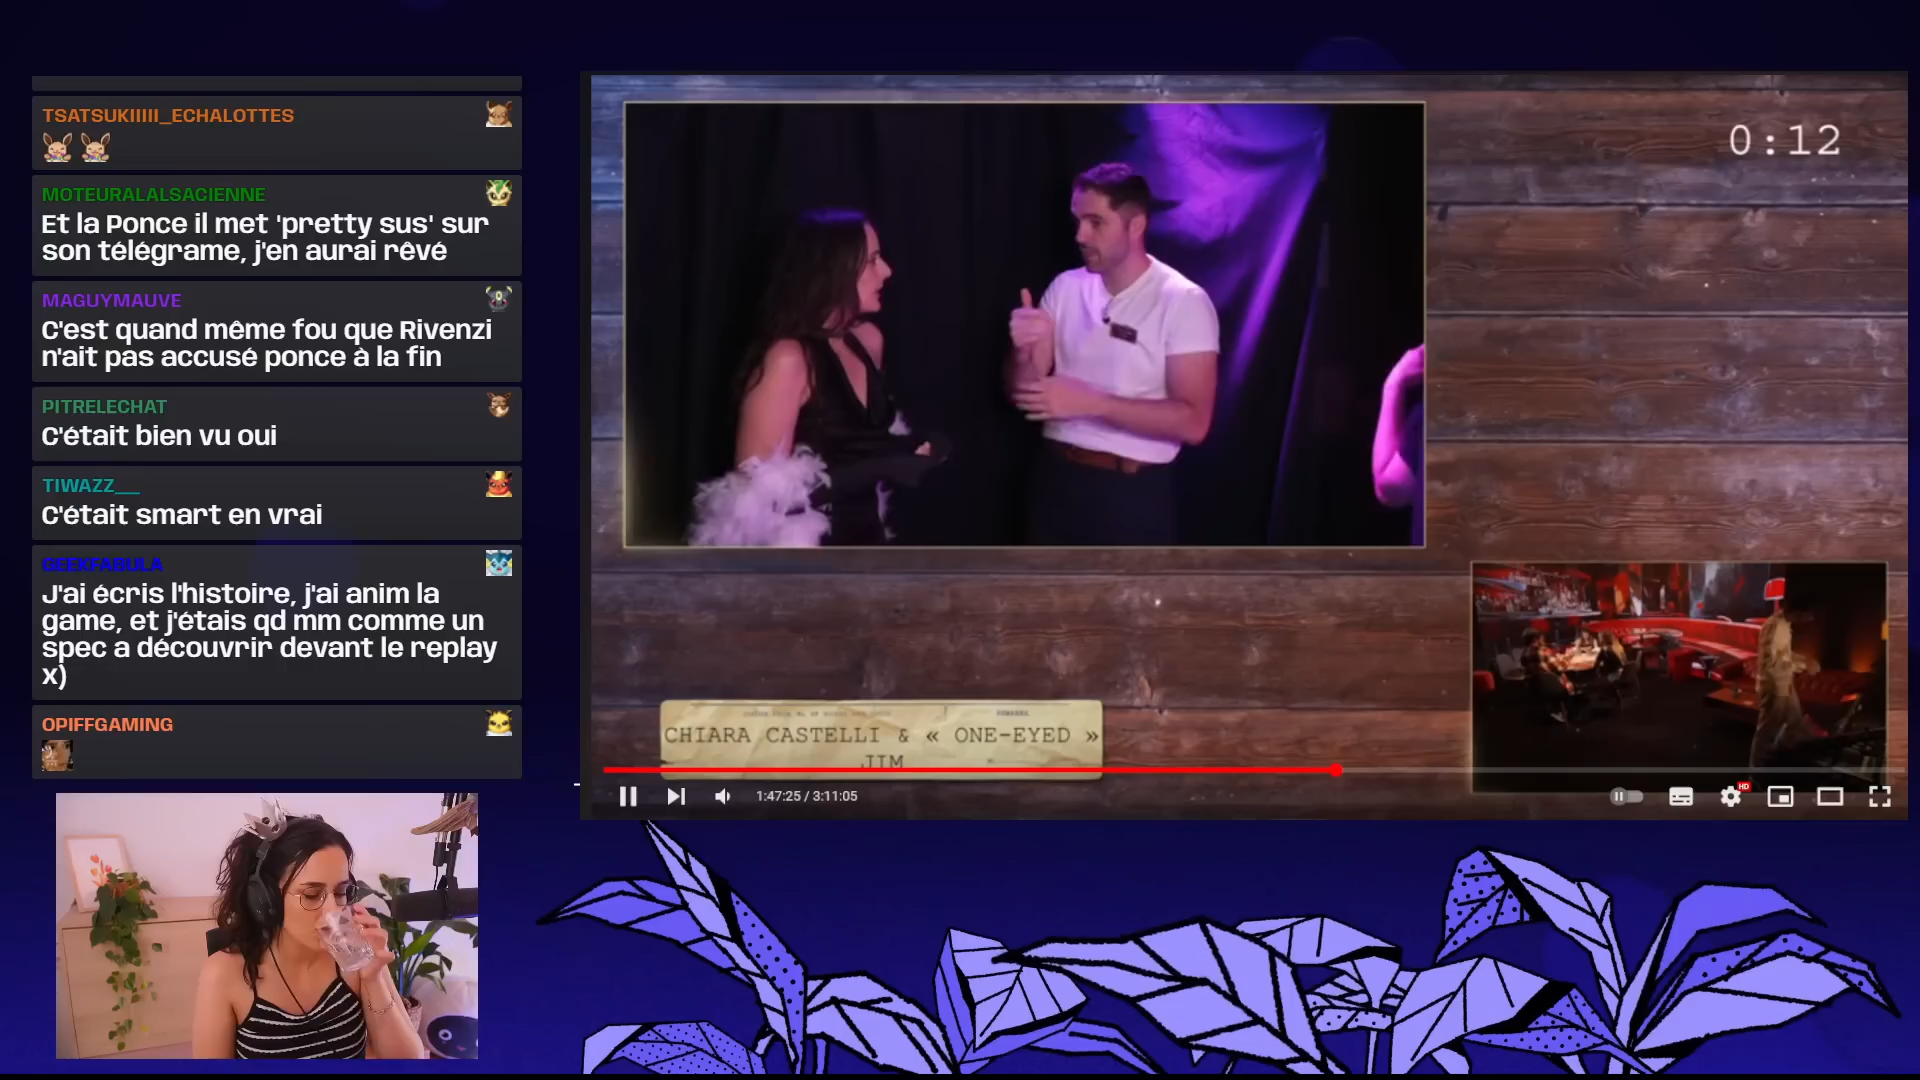 TSATSUKIIIII_ECHALOTTES
MOTEURALALSACIENNE
Et la Ponce il met 'pretty sus' sur
son télégrame, j'en aurai rêvé
MAGUYMAUVE
C'est quand même fou que Rivenzi
n'ait pas accusé ponce à la fin
PITRELECHAT
C'était bien vu oui
TIWAZZ__
C'était smart en vrai
GEEKFABULA
J'ai écris l'histoire, j'ai anim la
game, et j'étais qd mm comme un
spec a découvrir devant le replay
x)
OPIFFGAMING
0:12
CHIARA CASTELLI & « ONE-EYED »
JIM
1:47:25 / 3:11:05
HD